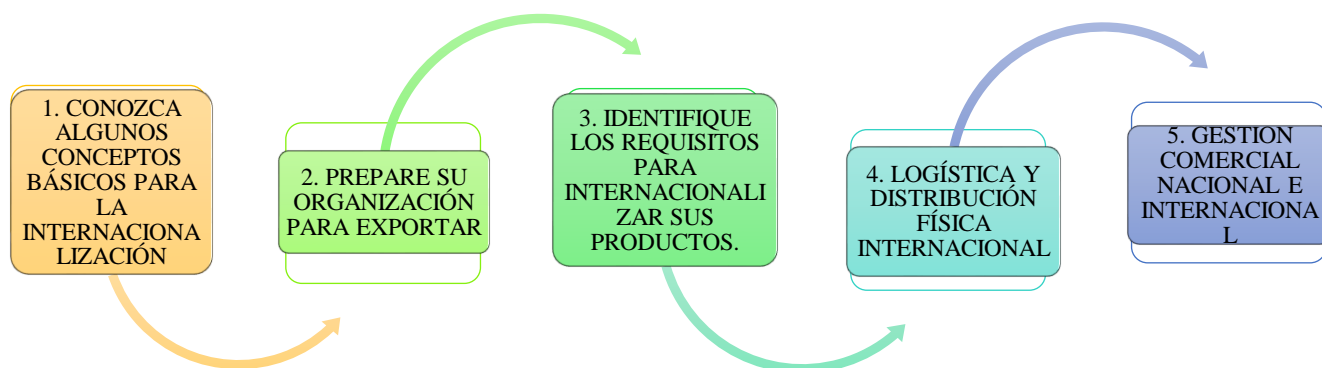 1. CONOZCA
ALGUNOS
CONCEPTOS
BÁSICOS PARA
LA
INTERNACIONA
LIZACIÓN
2. PREPARE SU
ORGANIZACIÓN
PARA EXPORTAR
3. IDENTIFIQUE
LOS REQUISITOS
PARA
INTERNACIONALI
ZAR SUS
PRODUCTOS.
4. LOGÍSTICA Y
DISTRIBUCIÓN
FÍSICA
INTERNACIONAL
5. GESTION
COMERCIAL
NACIONAL E
INTERNACIONA
L